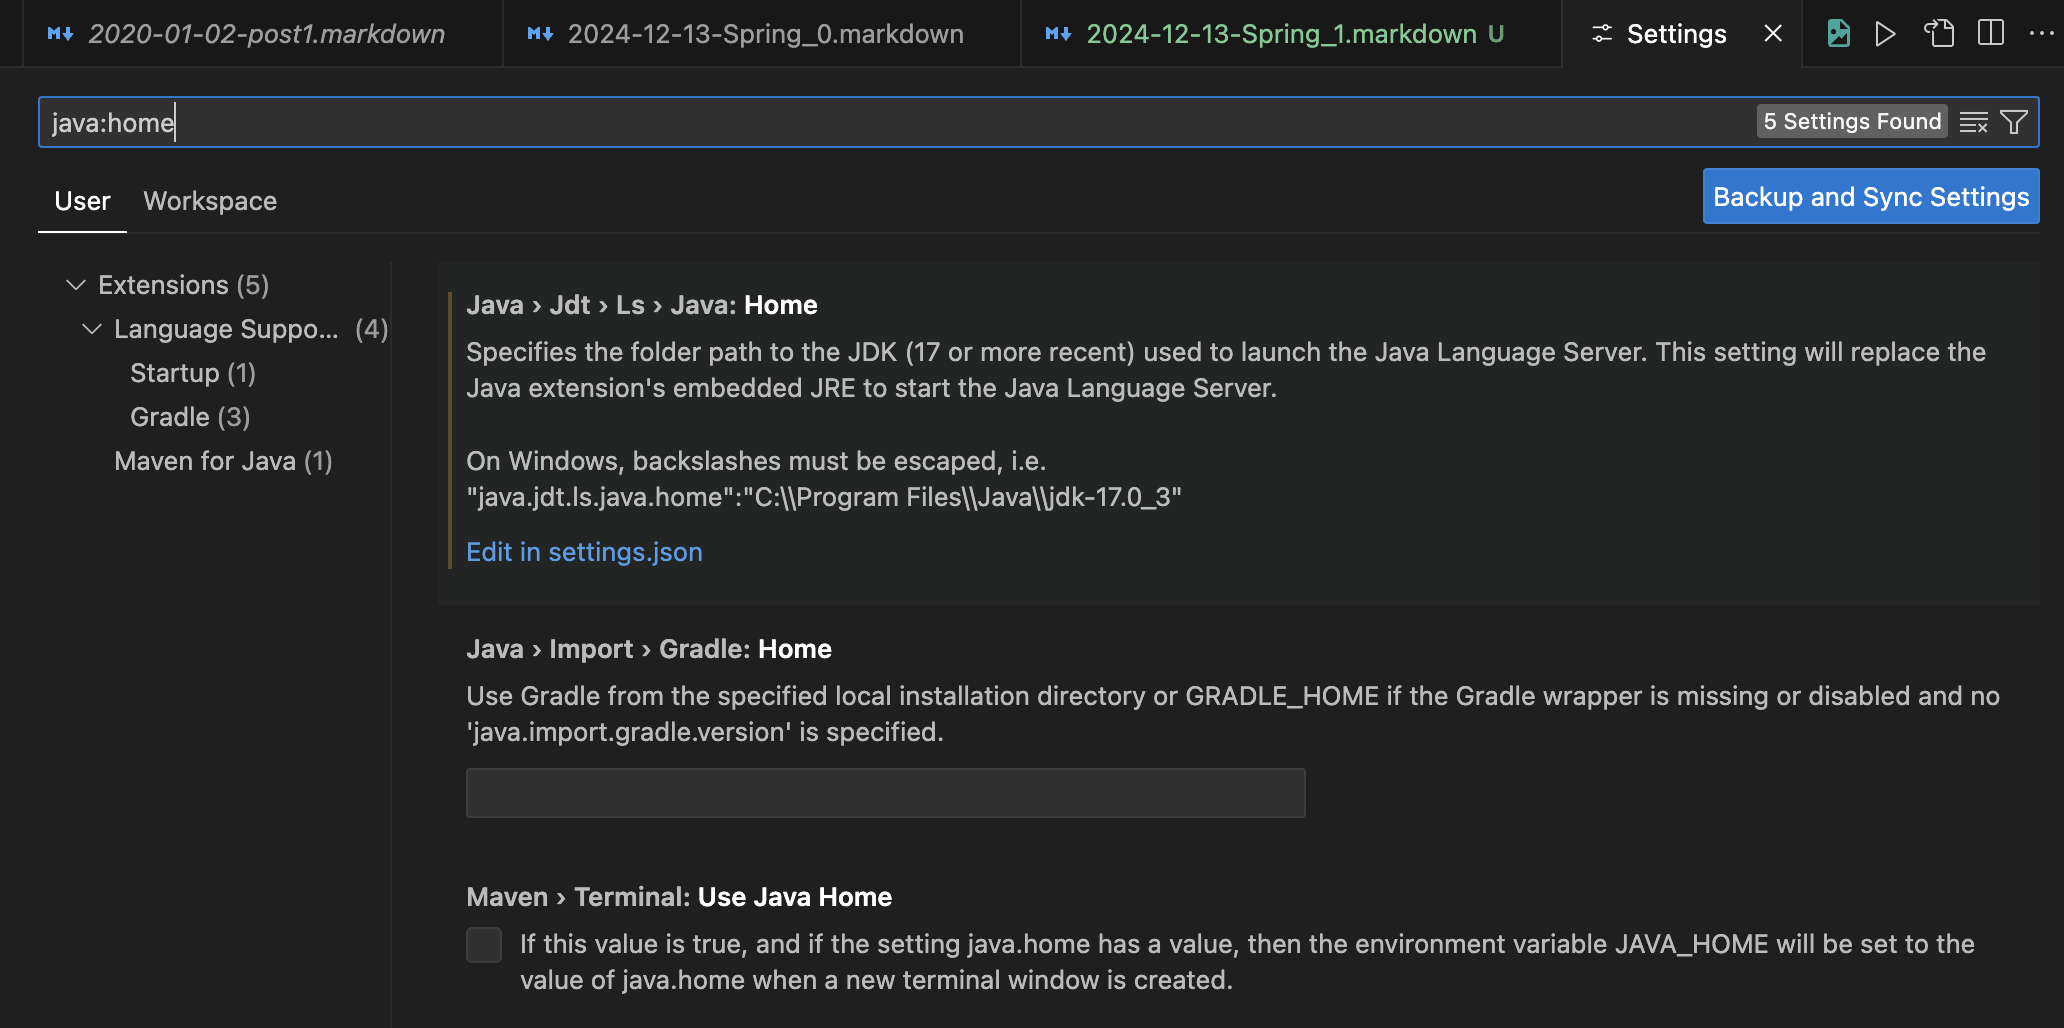 2020-01-02-post1.markdown
2024-12-13-Spring_0.markdown
2024-12-13-Spring_1.markdown U
Settings
java:home
5 Settings Found
User
Workspace
Backup and Sync Settings
Extensions (5)
Language Suppo... (4)
Startup (1)
Gradle (3)
Maven for Java (1)
Java › Jdt › Ls › Java: Home
Specifies the folder path to the JDK (17 or more recent) used to launch the Java Language Server. This setting will replace the
Java extension's embedded JRE to start the Java Language Server.
On Windows, backslashes must be escaped, i.e.
"java.jdt.ls.java.home":"C:\\Program Files\\Java\\jdk-17.0_3"
Edit in settings.json
Java › Import › Gradle: Home
Use Gradle from the specified local installation directory or GRADLE_HOME if the Gradle wrapper is missing or disabled and no
'java.import.gradle.version' is specified.
Maven › Terminal: Use Java Home
If this value is true, and if the setting java.home has a value, then the environment variable JAVA_HOME will be set to the
value of java.home when a new terminal window is created.